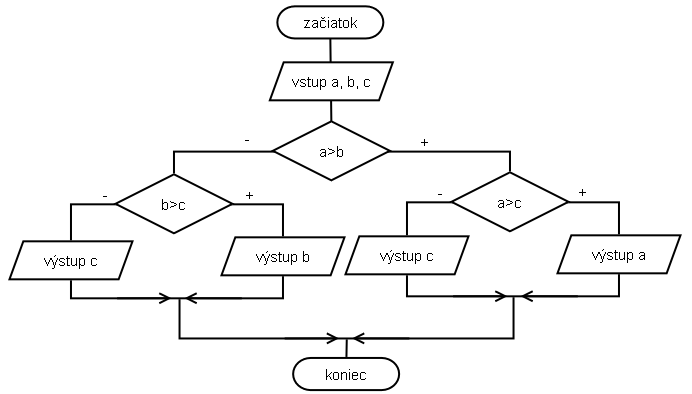 začiatok
vstup a, b, c
a>b
-
+
b>c
-
+
a>c
-
+
výstup c
výstup b
výstup c
výstup a
koniec